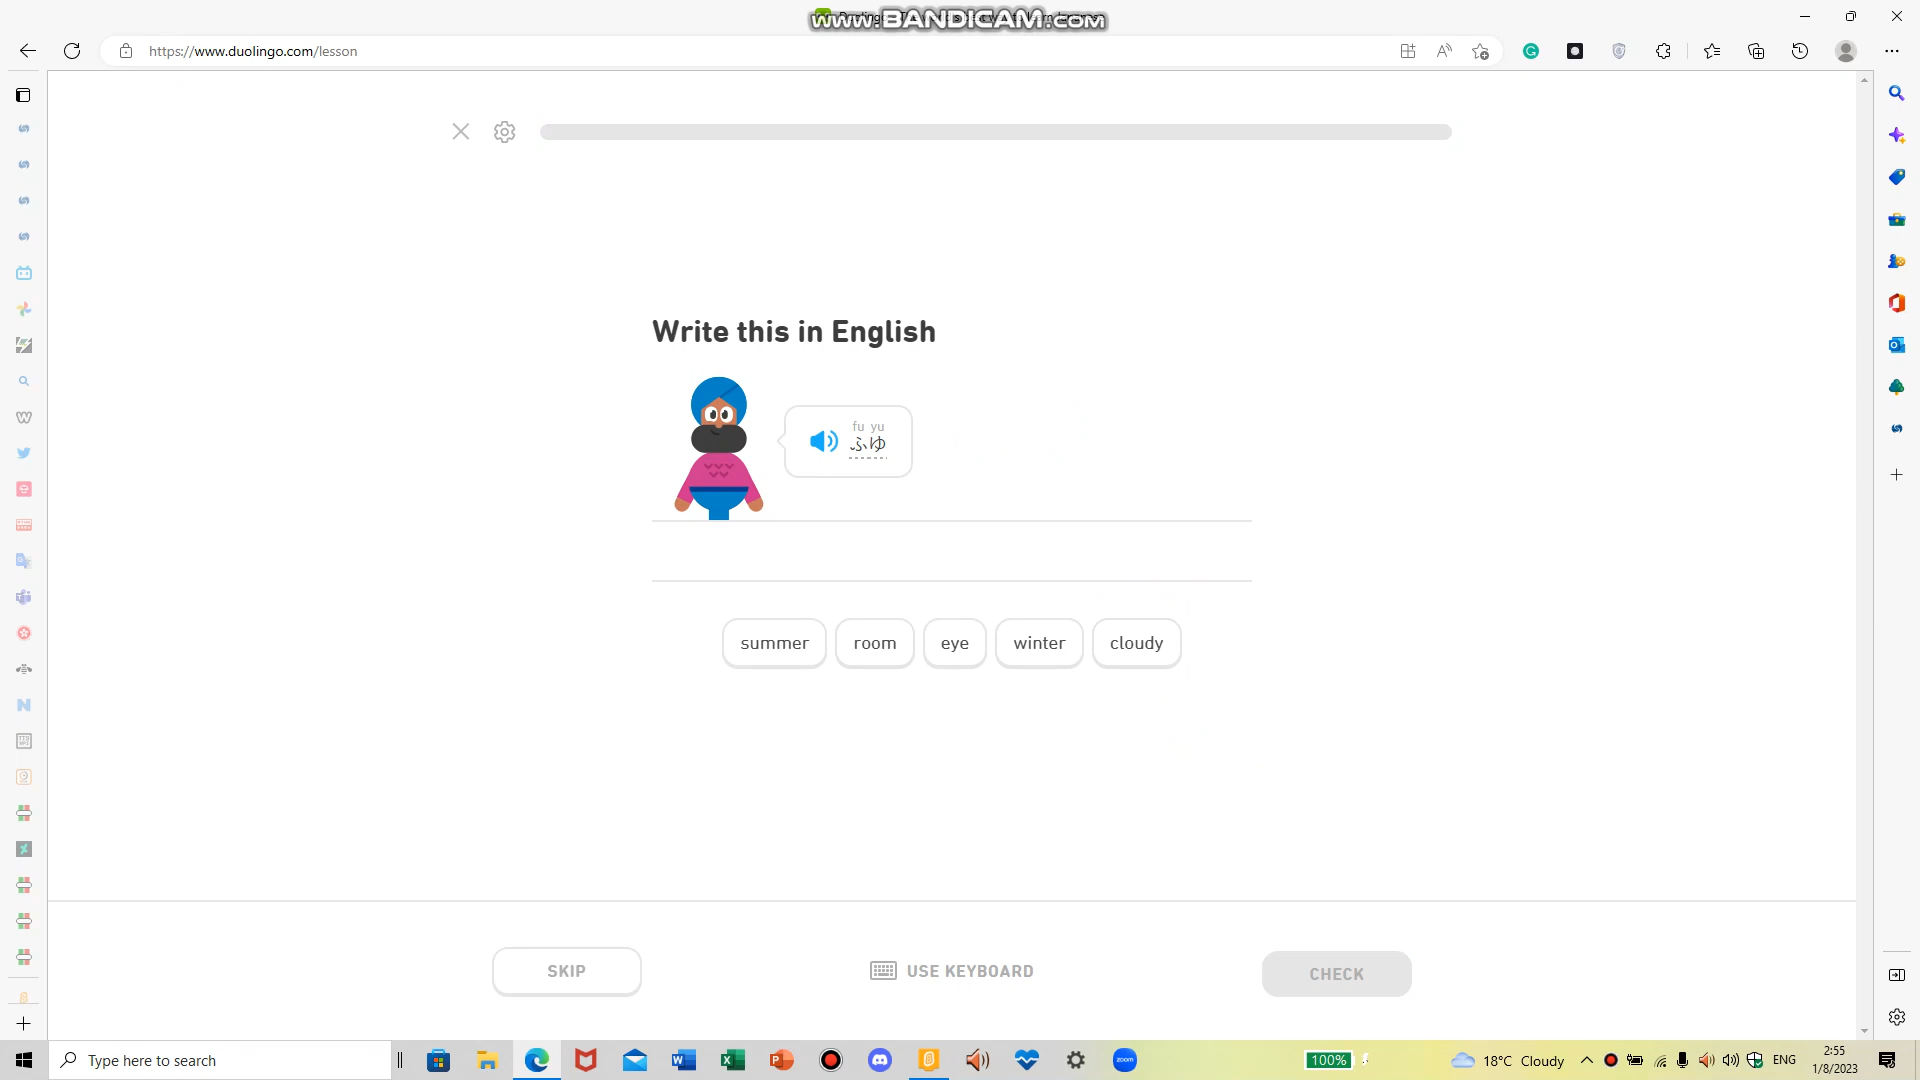 www.BANDICAM.com
https://www.duolingo.com/lesson
Write this in English
fu yu
ふゆ
summer
room
eye
winter
cloudy
SKIP
USE KEYBOARD
CHECK
Type here to search
zoom
100%
18°C Cloudy
ENG
2:55
1/8/2023